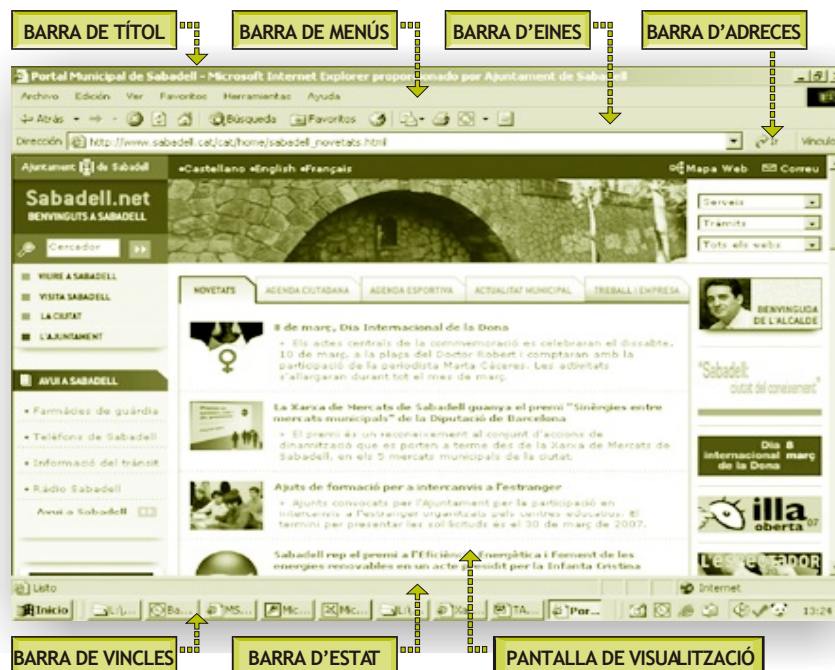 BARRA DE TÍTOL
BARRA DE MENÚS
BARRA D'EINES
BARRA D'ADRECES
Portal Municipal de Sabadell - Microsoft Internet Explorer proporcionado por Ajuntament de Sabadell
Archivo Edición Ver Favoritos Herramientas Ayuda
Atrás Búsqueda Favoritos
Dirección http://www.sabadell.cat/cat/home/sabadell_novetats.html Ir Vínculo
Ajuntament de Sabadell •Castellano •English •Français Mapa Web Correu
Sabadell.net
BENVINGUTS A SABADELL
Cercador
Serveis
Tràmits
Tots els webs
VIURE A SABADELL
VISITA SABADELL
LA CIUTAT
L'AJUNTAMENT
AVUI A SABADELL
• Farmàcies de guàrdia
• Telèfons de Sabadell
• Informació del trànsit
• Ràdio Sabadell
Avui a Sabadell
NOVETATS AGENDA CIUTADANA AGENDA ESPORTIVA ACTUALITAT MUNICIPAL TREBALL I EMPRESA
8 de març, Dia Internacional de la Dona
• Els actes centrals de la commemoració es celebraran el dissabte,
10 de març, a la plaça del Doctor Robert i comptaran amb la
participació de la periodista Marta Cáceres. Les activitats
s'allargaran durant tot el mes de març.
La Xarxa de Mercats de Sabadell guanya el premi "Sinèrgies entre
mercats municipals" de la Diputació de Barcelona
• El premi és un reconeixement al conjunt d'accions de
dinamització que es porten a terme des de la Xarxa de Mercats de
Sabadell, en els 5 mercats municipals de la ciutat.
Ajuts de formació per a intercanvis a l'estranger
• Ajunts convocats per l'Ajuntament per la participació en
intercanvis a l'estranger organitzats pels centres educatius. El
termini per presentar les sol·licituds és el 30 de març de 2007.
Sabadell rep el premi a l'Eficiència Energètica i Foment de les
energies renovables en un acte presidit per la Infanta Cristina
BENVINGUDA
DE L'ALCALDE
"Sabadell:
ciutat del coneixement"
Dia 8
internacional març
de la Dona
illa
oberta 07
L'ESPECTADOR
Listo Internet
Inicio L:\... Ba... MS... Mic... Mic... L:\... Xa... TA... Por... 13:24
BARRA DE VINCLES
BARRA D'ESTAT
PANTALLA DE VISUALITZACIÓ